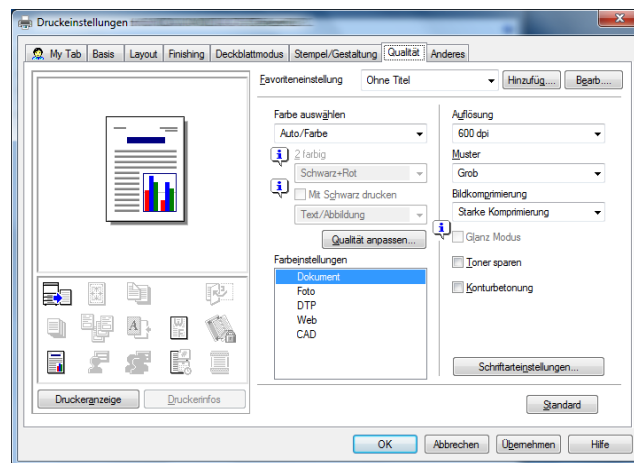 Druckeinstellungen
My Tab Basis Layout Finishing Deckblattmodus Stempel/Gestaltung Qualität Anderes
Favoriteneinstellung Ohne Titel Hinzufüg.... Bearb....
Farbe auswählen
Auto/Farbe
2 farbig
Schwarz+Rot
Mit Schwarz drucken
Text/Abbildung
Qualität anpassen...
Farbeinstellungen
Dokument
Foto
DTP
Web
CAD
Auflösung
600 dpi
Muster
Grob
Bildkomprimierung
Starke Komprimierung
Glanz Modus
Toner sparen
Konturbetonung
Schriftarteinstellungen...
Druckeranzeige Druckerinfos
Standard
OK Abbrechen Übernehmen Hilfe